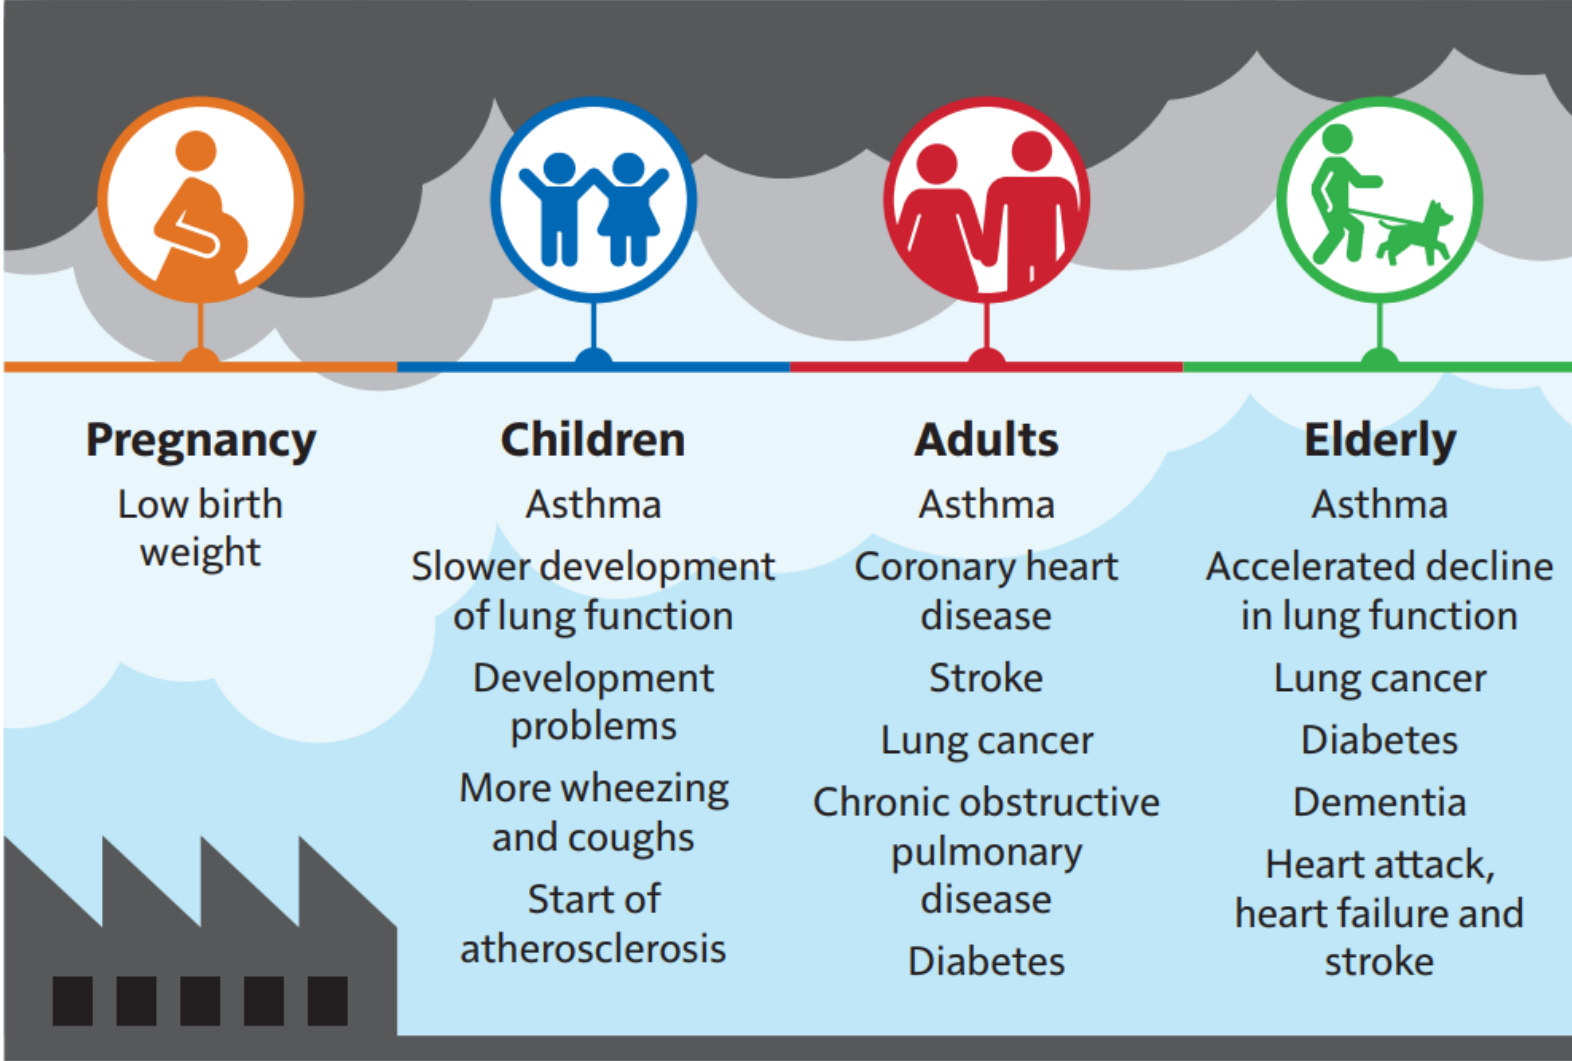 Pregnancy
Low birth
weight
Children
Asthma
Slower development
of lung function
Development
problems
More wheezing
and coughs
Start of
atherosclerosis
Adults
Asthma
Coronary heart
disease
Stroke
Lung cancer
Chronic obstructive
pulmonary
disease
Diabetes
Elderly
Asthma
Accelerated decline
in lung function
Lung cancer
Diabetes
Dementia
Heart attack,
heart failure and
stroke